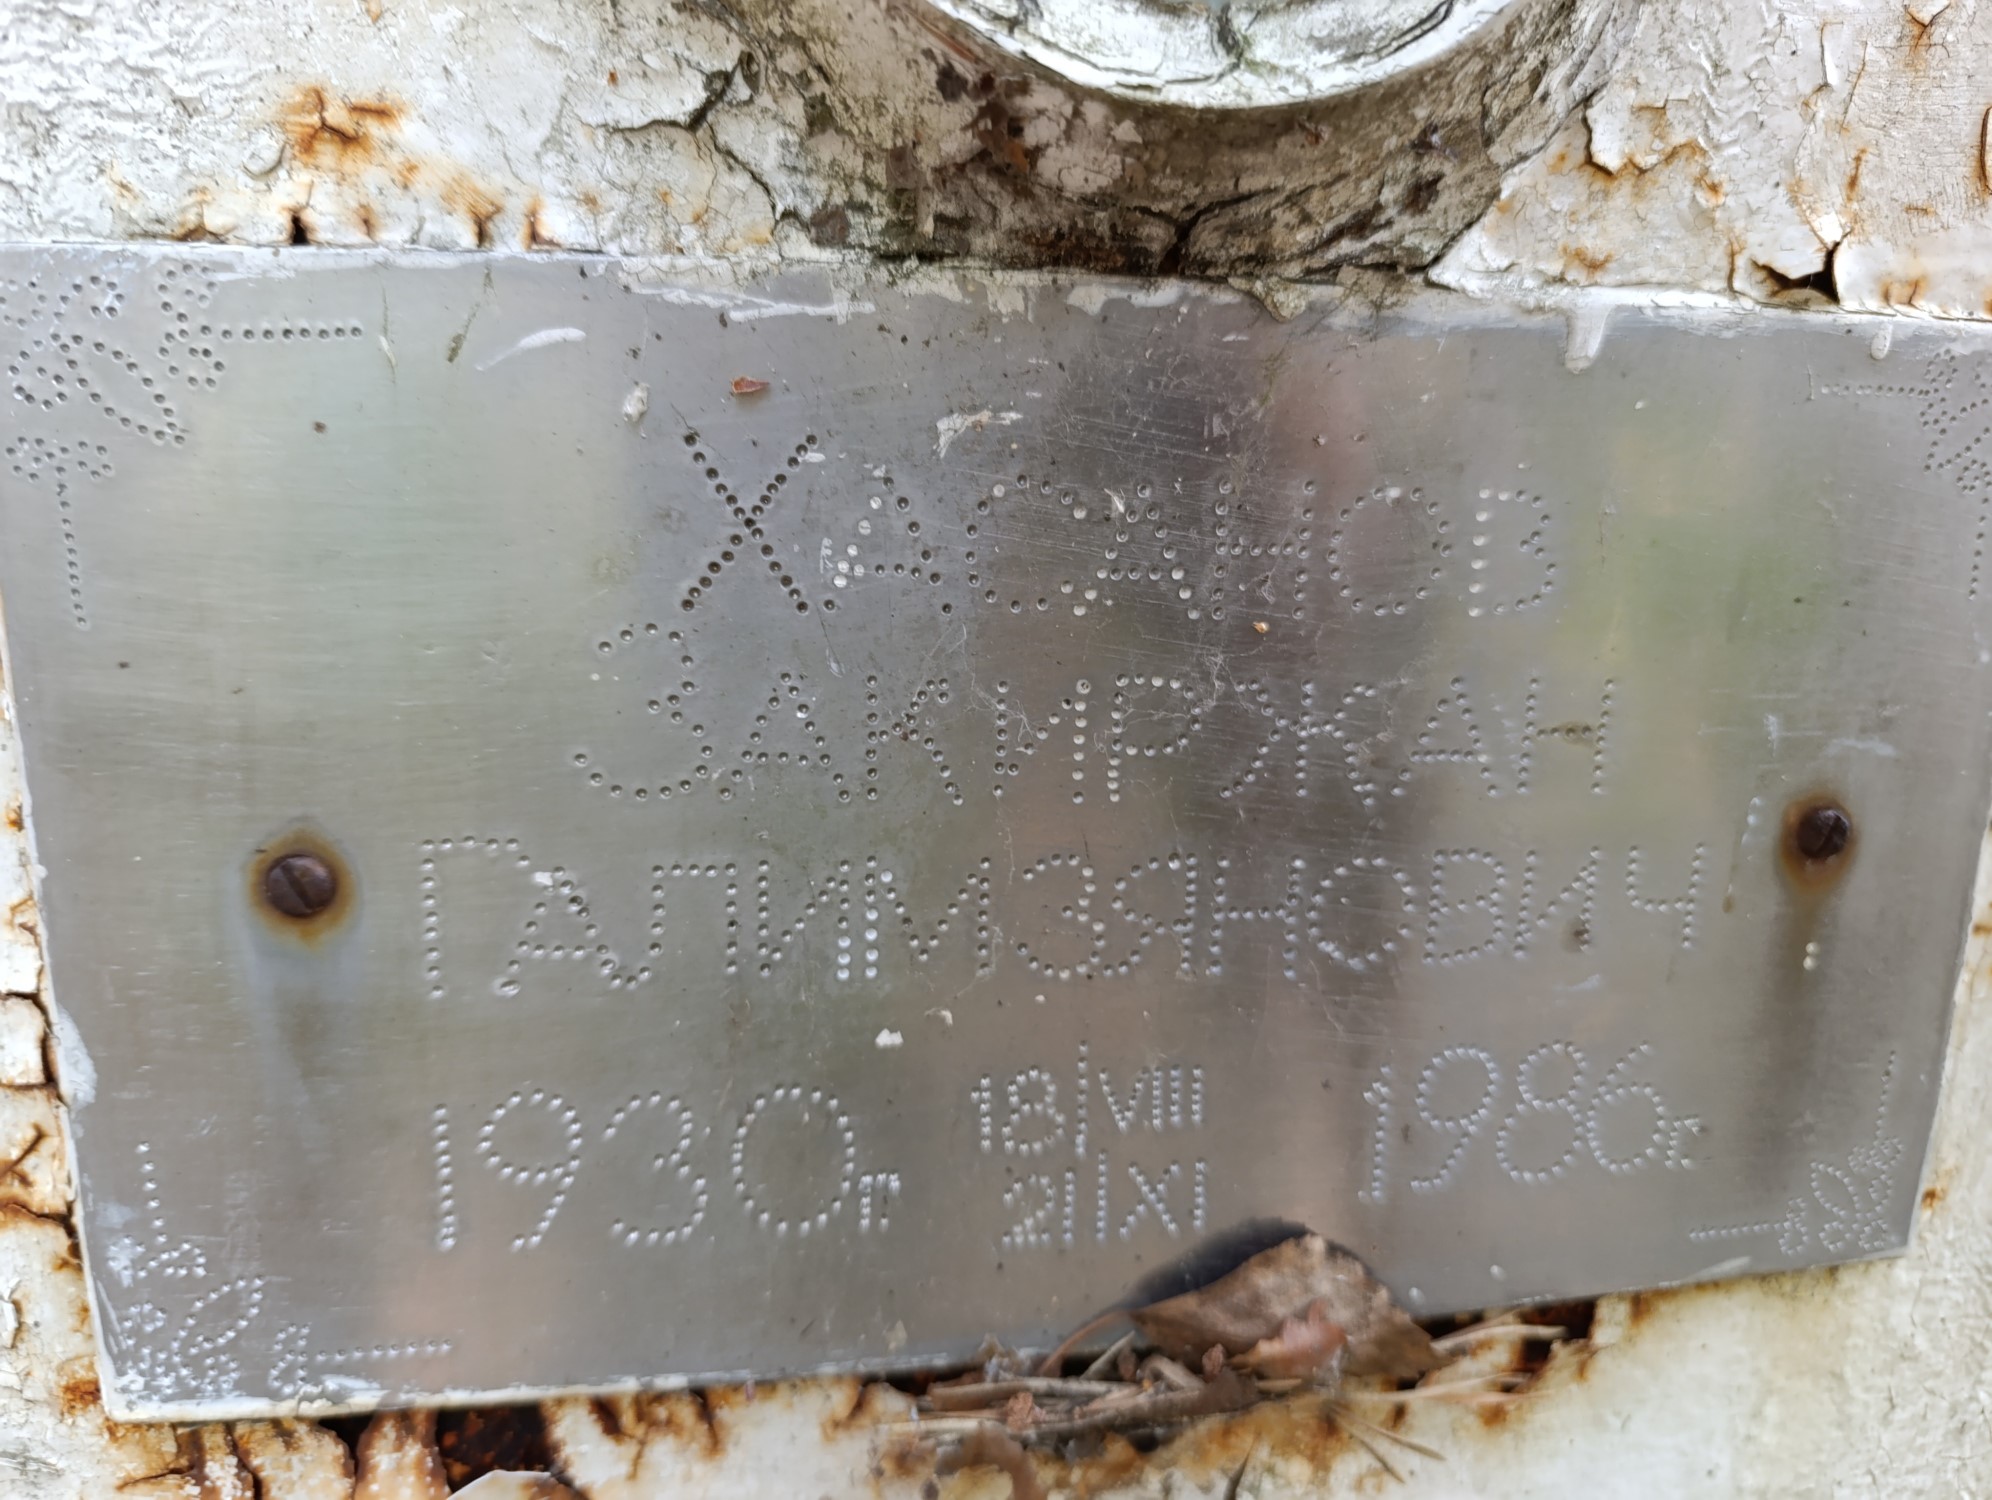 ХАСАНОВ
ЗАКИРЖАН
ГАЛИМЗЯНОВИЧ
1930г 18/VIII 1986г
21/XI